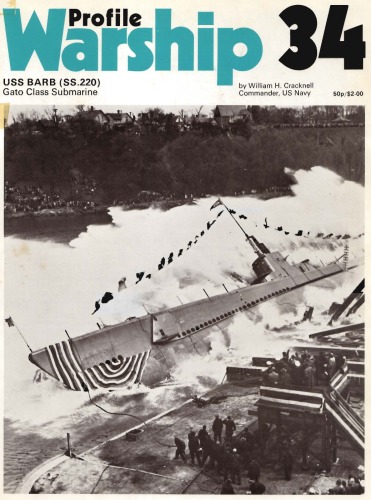 Profile
Warship 34
USS BARB (SS.220)
Gato Class Submarine
by William H. Cracknell
Commander, US Navy
50p/$2·00